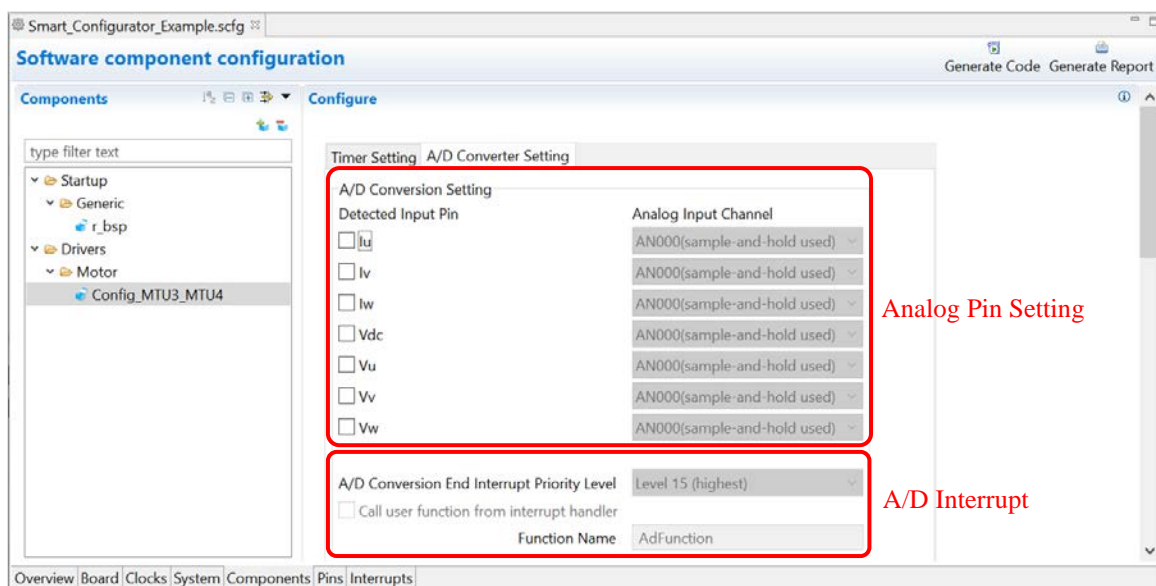 Smart_Configurator_Example.scfg
Software component configuration
Generate Code Generate Report
Components
Configure
type filter text
Timer Setting A/D Converter Setting
Startup
Generic
r_bsp
Drivers
Motor
Config_MTU3_MTU4
A/D Conversion Setting
Detected Input Pin Analog Input Channel
Iu AN000(sample-and-hold used)
Iv AN000(sample-and-hold used)
Iw AN000(sample-and-hold used)
Vdc AN000(sample-and-hold used)
Vu AN000(sample-and-hold used)
Vv AN000(sample-and-hold used)
Vw AN000(sample-and-hold used)
Analog Pin Setting
A/D Conversion End Interrupt Priority Level Level 15 (highest)
Call user function from interrupt handler
Function Name AdFunction
A/D Interrupt
Overview Board Clocks System Components Pins Interrupts